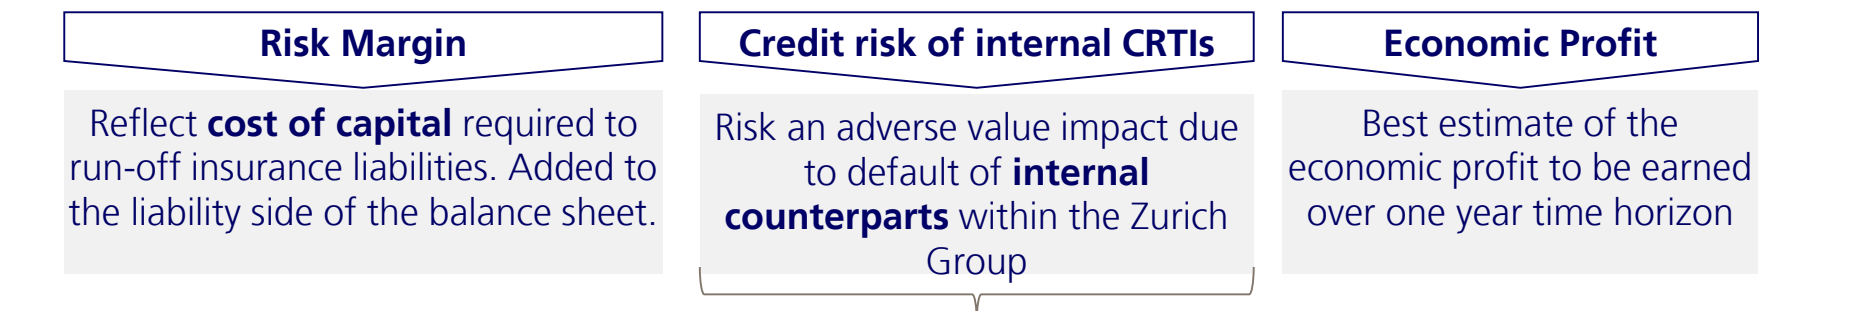 Risk Margin
Reflect cost of capital required to
run-off insurance liabilities. Added to
the liability side of the balance sheet.
Credit risk of internal CRTIs
Risk an adverse value impact due
to default of internal
counterparts within the Zurich
Group
Economic Profit
Best estimate of the
economic profit to be earned
over one year time horizon